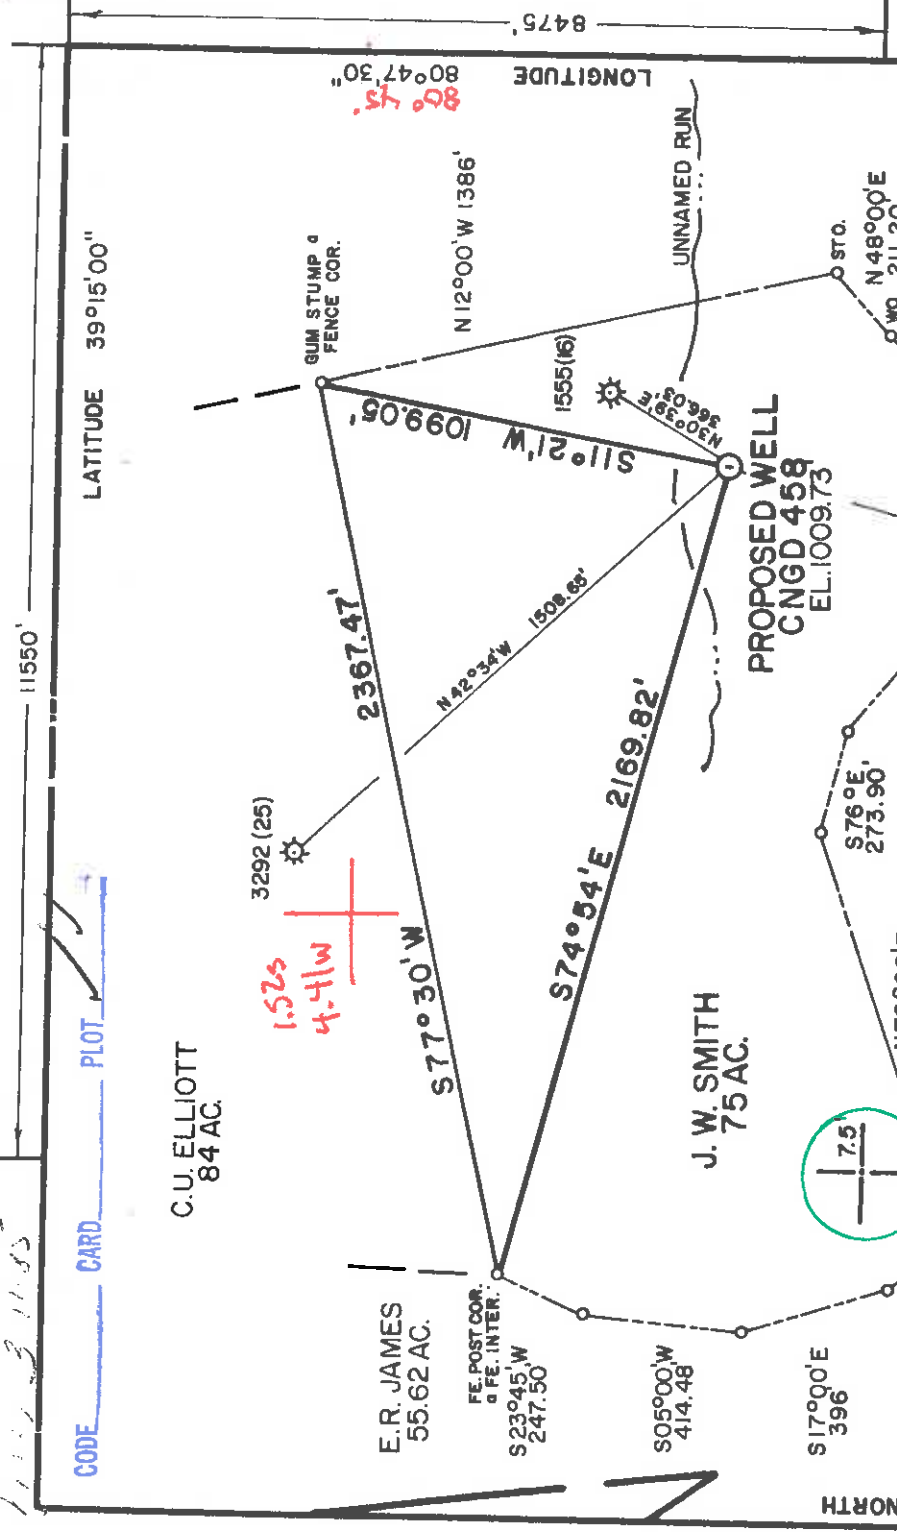 8475'
11550'
LATITUDE 39°15'00"
LONGITUDE
80°47'30"
80° 45'
CODE CARD PLOT
C.U. ELLIOTT
84 AC.
3292 (25)
1.52s
4.41w
GUM STUMP &
FENCE COR.
N12°00'W 1386'
1555(16)
UNNAMED RUN
STO.
N48°00'E
WO
S11°21'W 1099.05'
N30°39'E
366.03'
2367.47'
S77°30'W
N42°34'W 1508.65'
S74°54'E 2169.82'
PROPOSED WELL
CNGD 458
EL.1009.73
E.R. JAMES
55.62 AC.
FE. POST COR.
& FE. INTER.
S23°45'W
247.50'
S05°00'W
414.48'
S17°00'E
396
J. W. SMITH
75 AC.
S76°E
273.90'
7.5'
NORTH